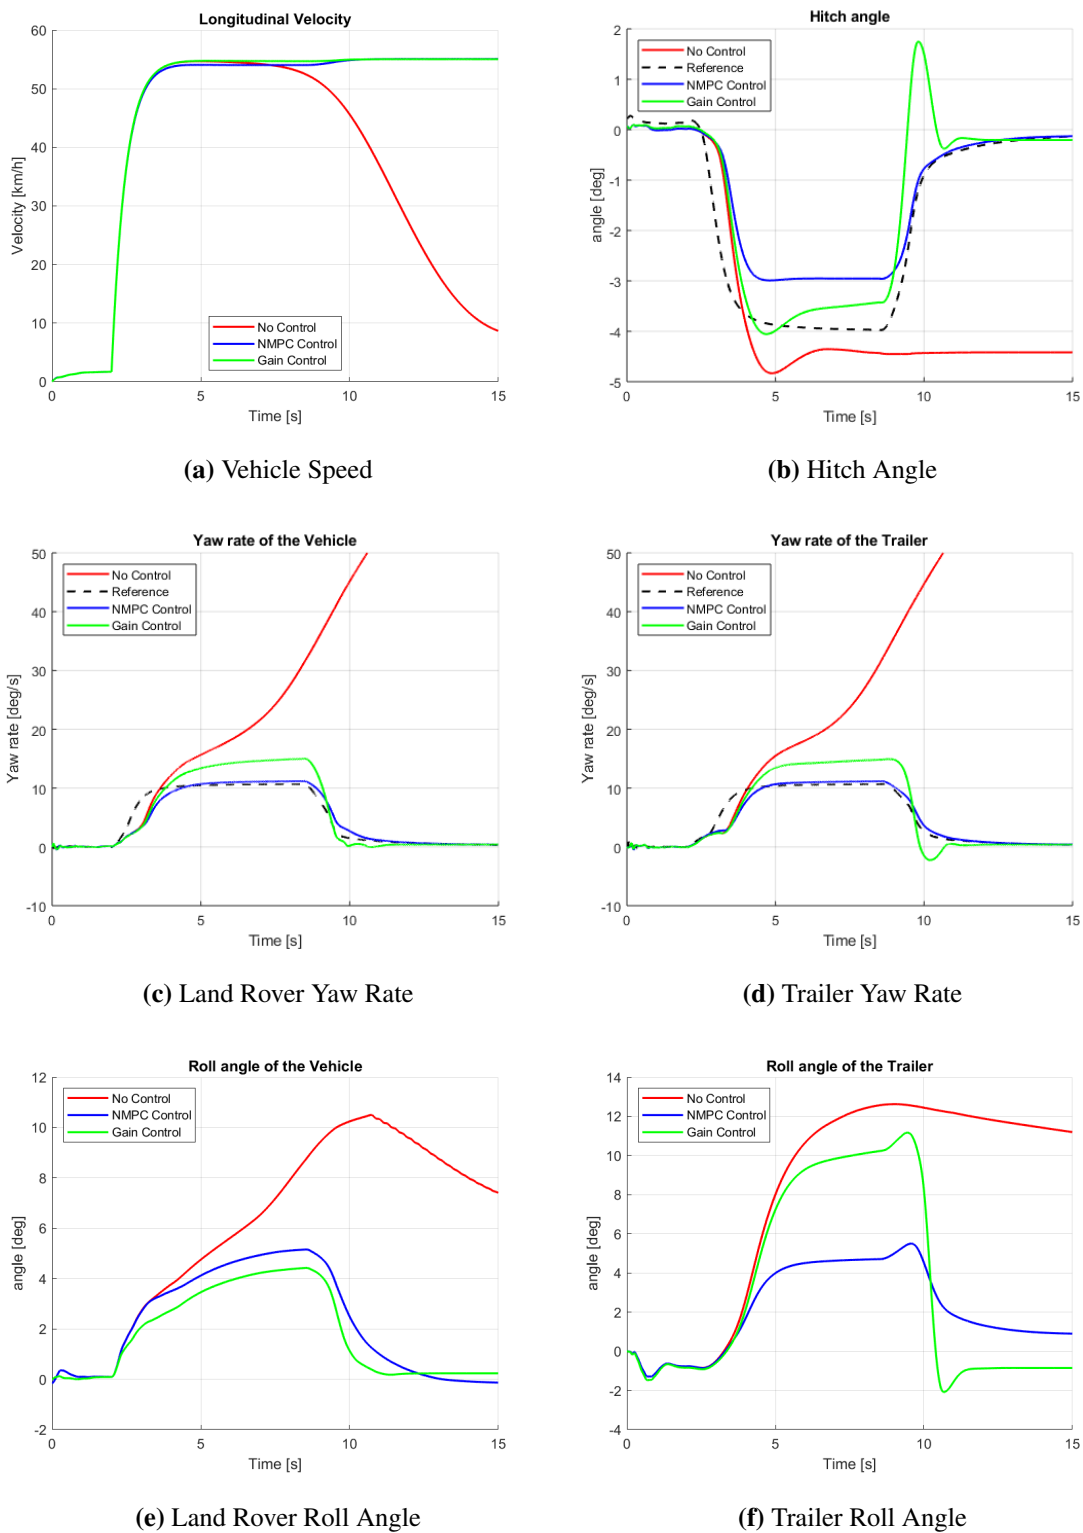 Longitudinal Velocity
60
50
40
30
20
10
0
Velocity [km/h]
No Control
NMPC Control
Gain Control
0 5 10 15
Time [s]
(a) Vehicle Speed
Hitch angle
2
1
0
-1
-2
-3
-4
-5
angle [deg]
No Control
Reference
NMPC Control
Gain Control
0 5 10 15
Time [s]
(b) Hitch Angle
Yaw rate of the Vehicle
50
40
30
20
10
0
-10
Yaw rate [deg/s]
No Control
Reference
NMPC Control
Gain Control
0 5 10 15
Time [s]
(c) Land Rover Yaw Rate
Yaw rate of the Trailer
50
40
30
20
10
0
-10
Yaw rate [deg/s]
No Control
Reference
NMPC Control
Gain Control
0 5 10 15
Time [s]
(d) Trailer Yaw Rate
Roll angle of the Vehicle
12
10
8
6
4
2
0
-2
angle [deg]
No Control
NMPC Control
Gain Control
0 5 10 15
Time [s]
(e) Land Rover Roll Angle
Roll angle of the Trailer
14
12
10
8
6
4
2
0
-2
-4
angle [deg]
No Control
NMPC Control
Gain Control
0 5 10 15
Time [s]
(f) Trailer Roll Angle